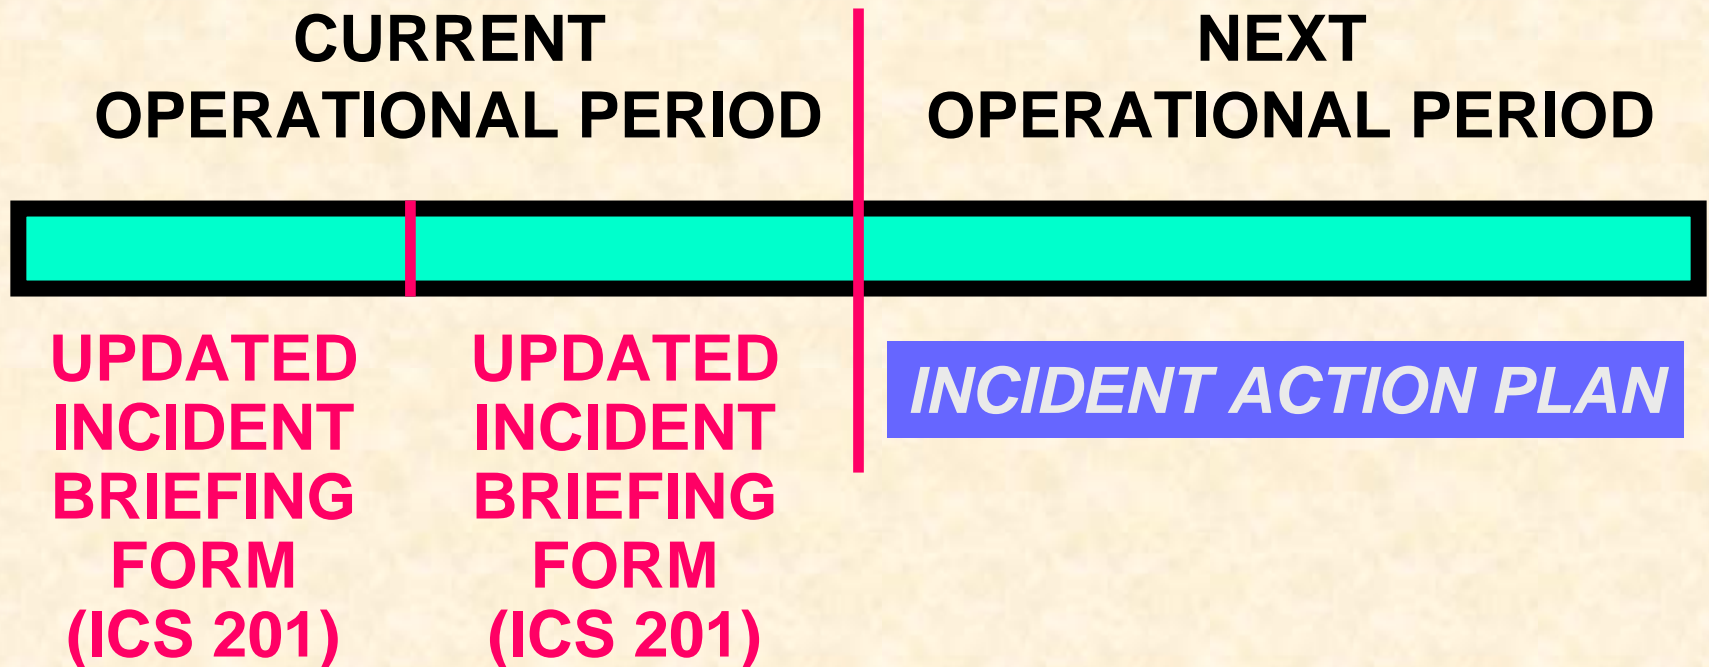 CURRENT
OPERATIONAL PERIOD
NEXT
OPERATIONAL PERIOD
UPDATED
INCIDENT
BRIEFING
FORM
(ICS 201)
UPDATED
INCIDENT
BRIEFING
FORM
(ICS 201)
INCIDENT ACTION PLAN